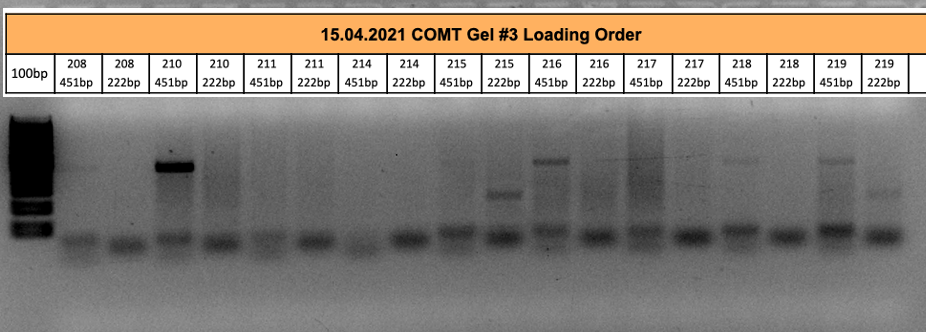 15.04.2021 COMT Gel #3 Loading Order
100bp 208 208 210 210 211 211 214 214 215 215 216 216 217 217 218 218 219 219
451bp 222bp 451bp 222bp 451bp 222bp 451bp 222bp 451bp 222bp 451bp 222bp 451bp 222bp 451bp 222bp 451bp 222bp